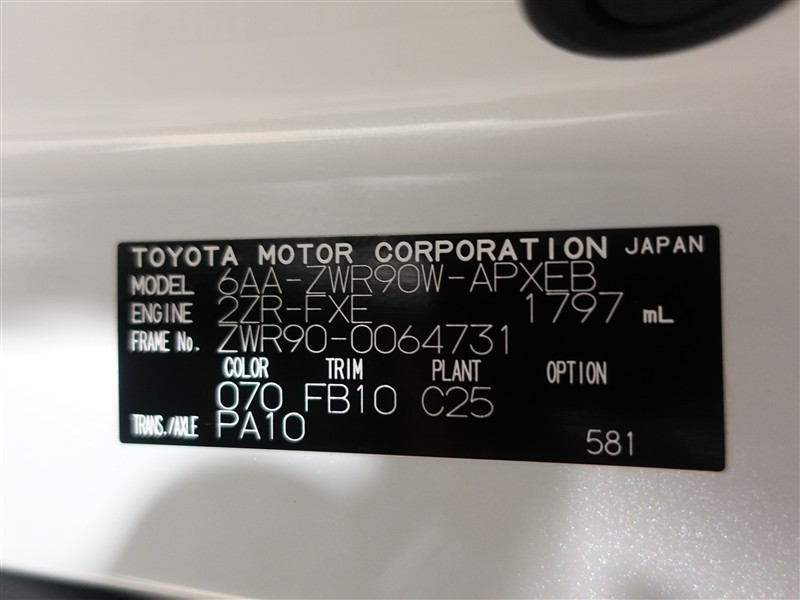 TOYOTA MOTOR CORPORATION JAPAN
MODEL 6AA-ZWR90W-APXEB
ENGINE 2ZR-FXE 1797 mL
FRAME No. ZWR90-0064731
COLOR TRIM PLANT OPTION
070 FB10 C25
TRANS./AXLE PA10
581